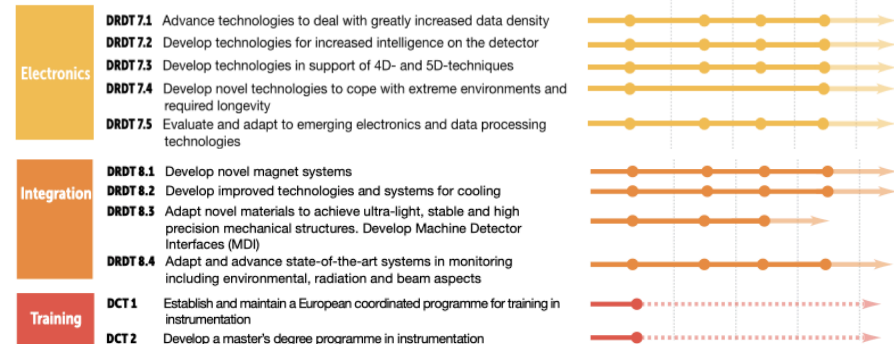 Electronics
DRDT 7.1 Advance technologies to deal with greatly increased data density
DRDT 7.2 Develop technologies for increased intelligence on the detector
DRDT 7.3 Develop technologies in support of 4D- and 5D-techniques
DRDT 7.4 Develop novel technologies to cope with extreme environments and
required longevity
DRDT 7.5 Evaluate and adapt to emerging electronics and data processing
technologies
Integration
DRDT 8.1 Develop novel magnet systems
DRDT 8.2 Develop improved technologies and systems for cooling
DRDT 8.3 Adapt novel materials to achieve ultra-light, stable and high
precision mechanical structures. Develop Machine Detector
Interfaces (MDI)
DRDT 8.4 Adapt and advance state-of-the-art systems in monitoring
including environmental, radiation and beam aspects
Training
DCT 1 Establish and maintain a European coordinated programme for training in
instrumentation
DCT 2 Develop a master's degree programme in instrumentation